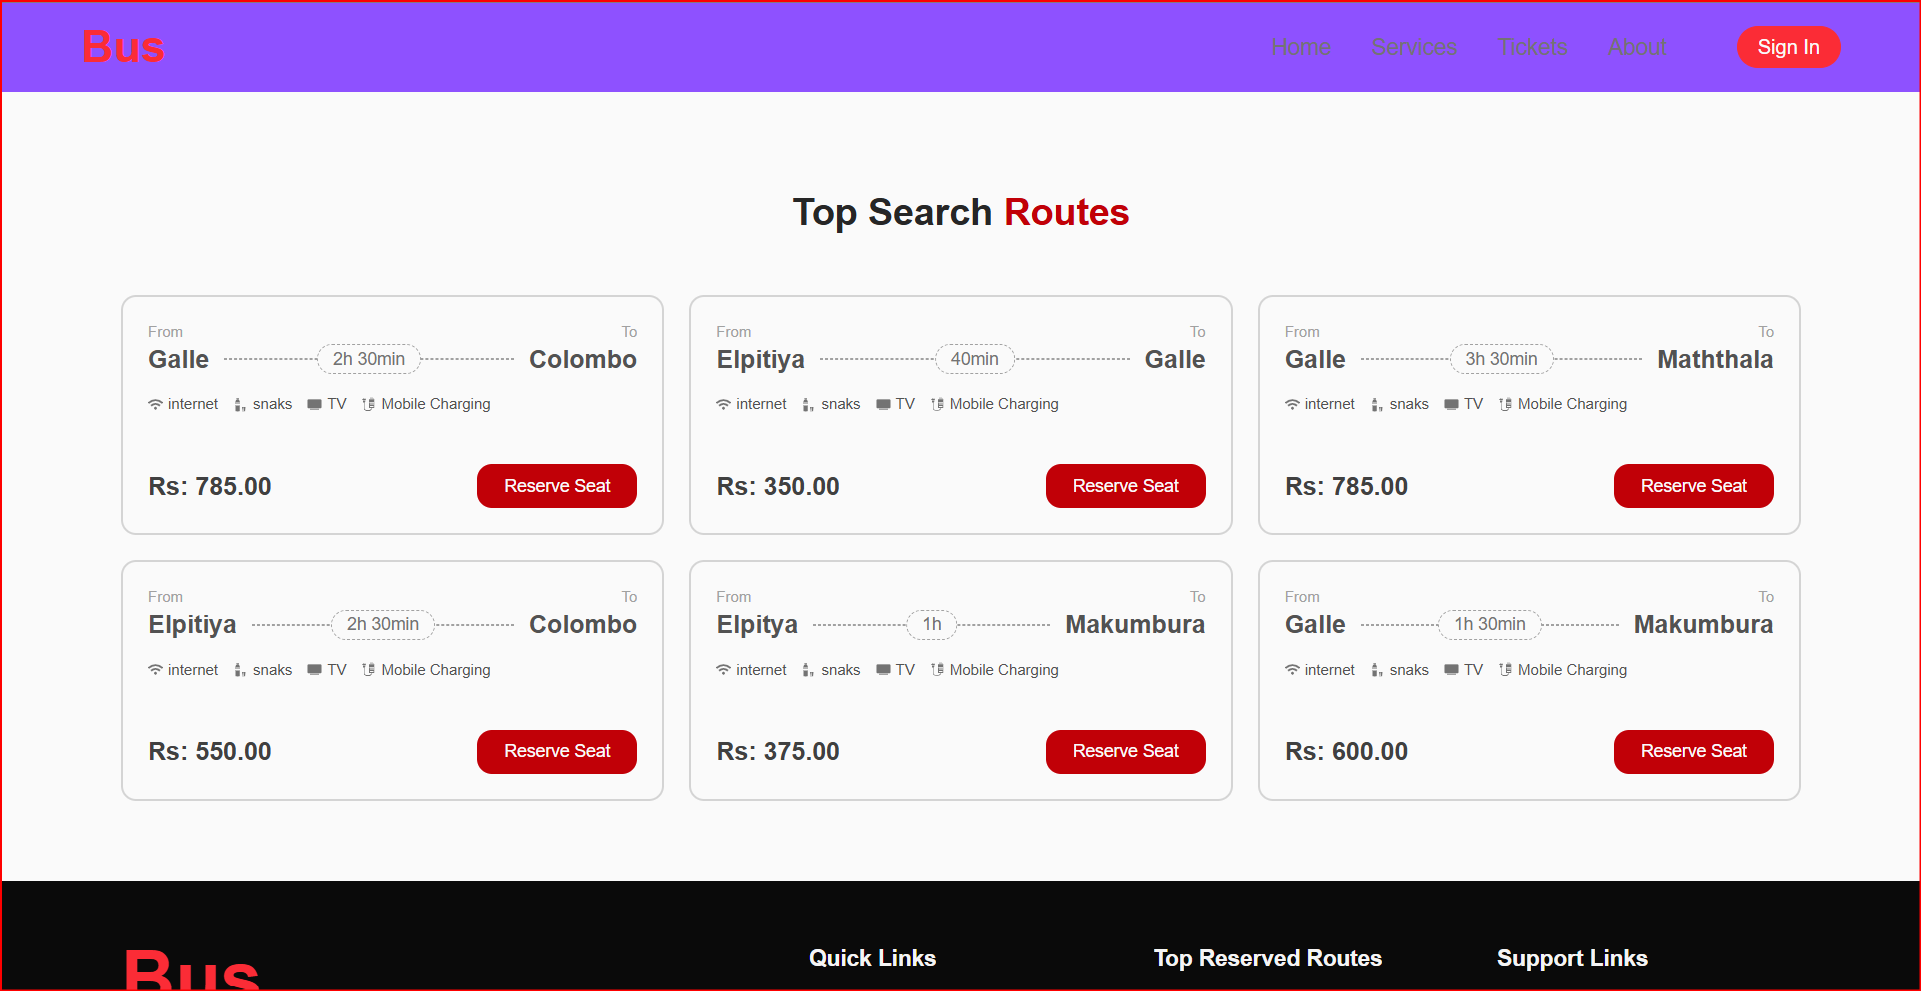 Bus
Home Services Tickets About Sign In
Top Search Routes
From To
Galle 2h 30min Colombo
internet snaks TV Mobile Charging
Rs: 785.00 Reserve Seat
From To
Elpitiya 40min Galle
internet snaks TV Mobile Charging
Rs: 350.00 Reserve Seat
From To
Galle 3h 30min Maththala
internet snaks TV Mobile Charging
Rs: 785.00 Reserve Seat
From To
Elpitiya 2h 30min Colombo
internet snaks TV Mobile Charging
Rs: 550.00 Reserve Seat
From To
Elpitya 1h Makumbura
internet snaks TV Mobile Charging
Rs: 375.00 Reserve Seat
From To
Galle 1h 30min Makumbura
internet snaks TV Mobile Charging
Rs: 600.00 Reserve Seat
Bus
Quick Links
Top Reserved Routes
Support Links